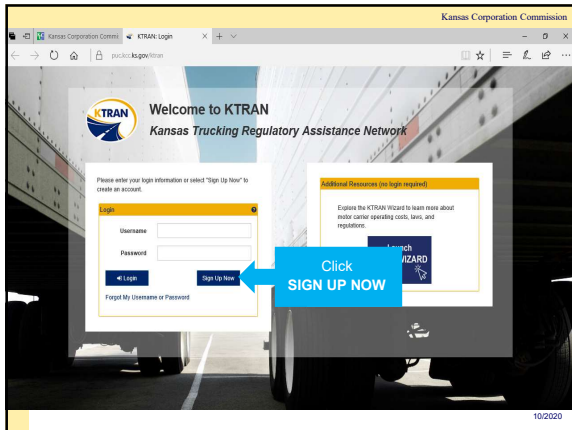 Kansas Corporation Commission
Kansas Corporation Commi
KTRAN: Login
puc.kcc.ks.gov/ktran
KTRAN
Welcome to KTRAN
Kansas Trucking Regulatory Assistance Network
Please enter your login information or select "Sign Up Now" to
create an account.
Login
Username
Password
Login
Sign Up Now
Forgot My Username or Password
Additional Resources (no login required)
Explore the KTRAN Wizard to learn more about
motor carrier operating costs, laws, and
regulations.
Launch
WIZARD
Click
SIGN UP NOW
10/2020